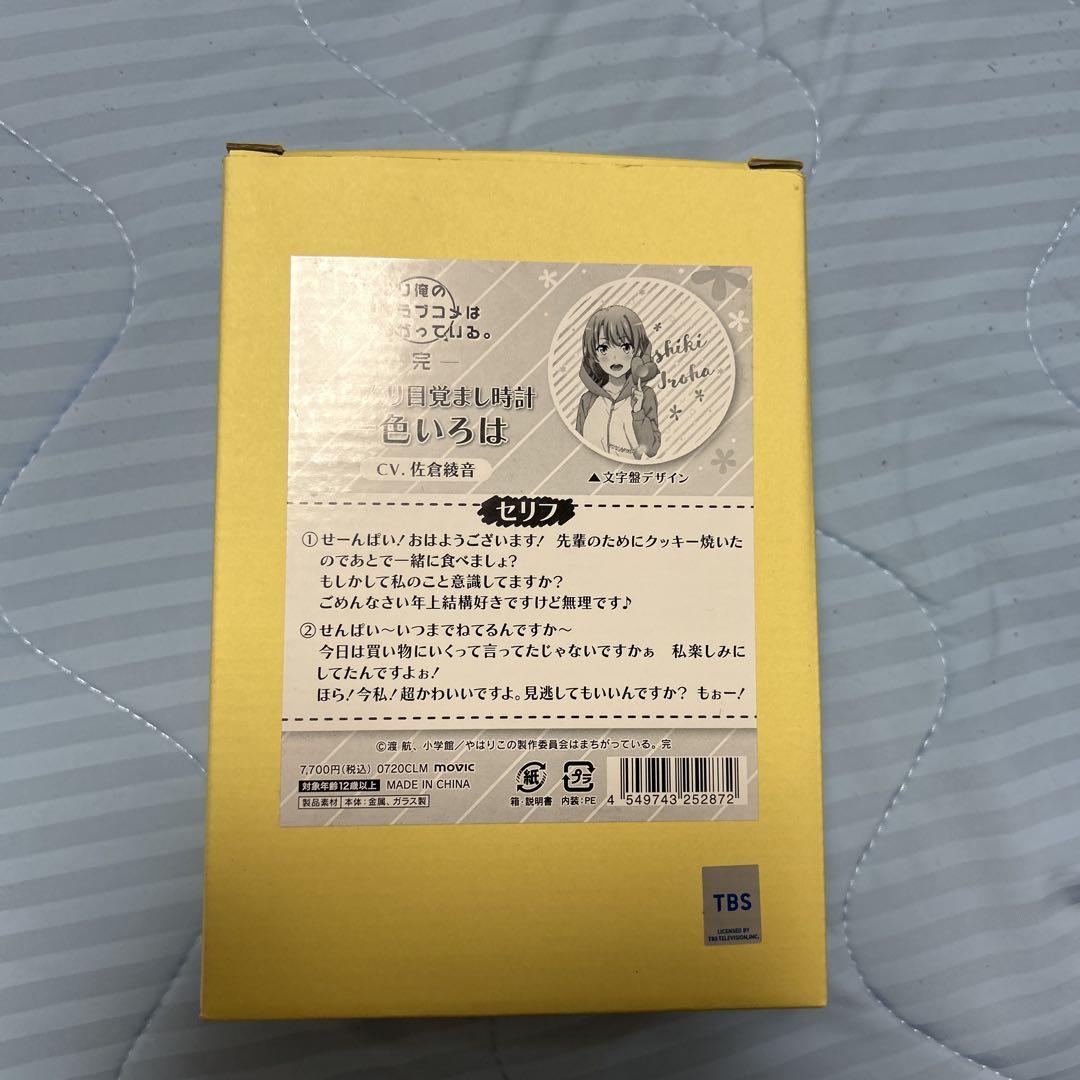 り俺の
ラブコメは
がっている。
完
り目覚まし時計
一色いろは
CV. 佐倉綾音
shiki
Iroha
▲文字盤デザイン
セリフ
①せーんぱい！おはようございます！ 先輩のためにクッキー焼いた
のであとで一緒に食べましょ？
もしかして私のこと意識してますか？
ごめんなさい年上結構好きですけど無理です♪
②せんぱい〜いつまでねてるんですか〜
今日は買い物にいくって言ってたじゃないですかぁ 私楽しみに
してたんですよぉ！
ほら！今私！超かわいいですよ。見逃してもいいんですか？ もぉー！
©渡 航、小学館／やはりこの製作委員会はまちがっている。完
7,700円(税込) 0720CLM movic
対象年齢12歳以上 MADE IN CHINA
製品素材 本体：金属、ガラス製
紙
箱・説明書
プラ
内装：PE
4 549743 252872
TBS
LICENSED BY
TBS TELEVISION, INC.